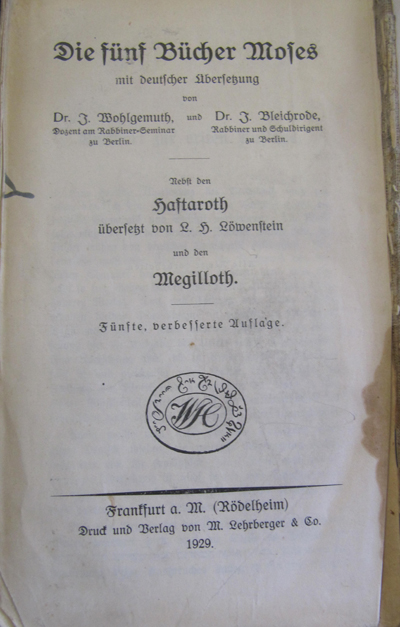 Die fünf Bücher Moses
mit deutscher Übersetzung
von
Dr. J. Wohlgemuth, und Dr. J. Bleichrode,
Dozent am Rabbiner-Seminar Rabbiner und Schuldirigent
zu Berlin. zu Berlin.
Nebst den
Haftaroth
übersetzt von L. H. Löwenstein
und den
Megilloth.
Fünfte, verbesserte Auflage.
WH
Frankfurt a. M. (Rödelheim)
Druck und Verlag von M. Lehrberger & Co.
1929.